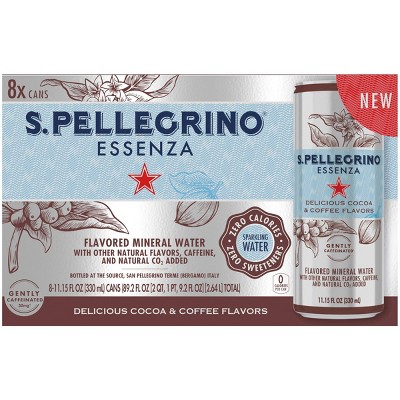 8x CANS
NEW
S.PELLEGRINO
ESSENZA
FLAVORED MINERAL WATER
WITH OTHER NATURAL FLAVORS, CAFFEINE,
AND NATURAL CO₂ ADDED
BOTTLED AT THE SOURCE, SAN PELLEGRINO TERME (BERGAMO) ITALY
ZERO CALORIES
SPARKLING
WATER
ZERO SWEETENERS
0
CALORIES
PER CAN
GENTLY
CAFFEINATED
30mg
8-11.15 FL OZ (330 mL) CANS (89.2 FL OZ [2 QT, 1 PT, 9.2 FL OZ] [2.64 L] TOTAL)
DELICIOUS COCOA & COFFEE FLAVORS
S.PELLEGRINO
ESSENZA
DELICIOUS COCOA
& COFFEE FLAVORS
GENTLY
CAFFEINATED
FLAVORED MINERAL WATER
WITH OTHER NATURAL FLAVORS, CAFFEINE,
AND NATURAL CO₂ ADDED
11.15 FL OZ (330 mL)